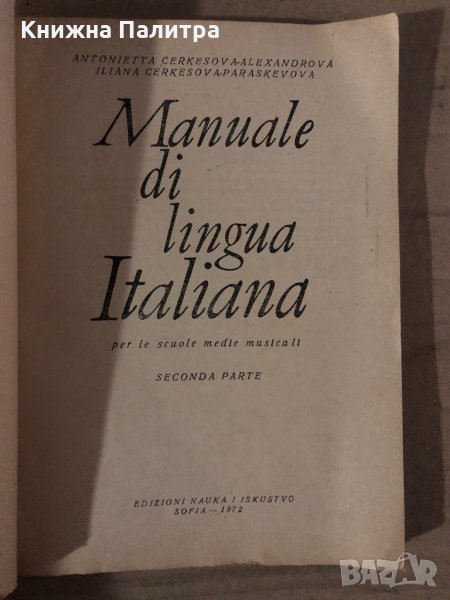 Книжна Палитра
ANTONIETTA CERKESOVA-ALEXANDROVA
ILIANA CERKESOVA-PARASKEVOVA
Manuale
di
lingua
Italiana
per le scuole medie musicali
SECONDA PARTE
EDIZIONI NAUKA I ISKUSTVO
SOFIA — 1972
BAZAR